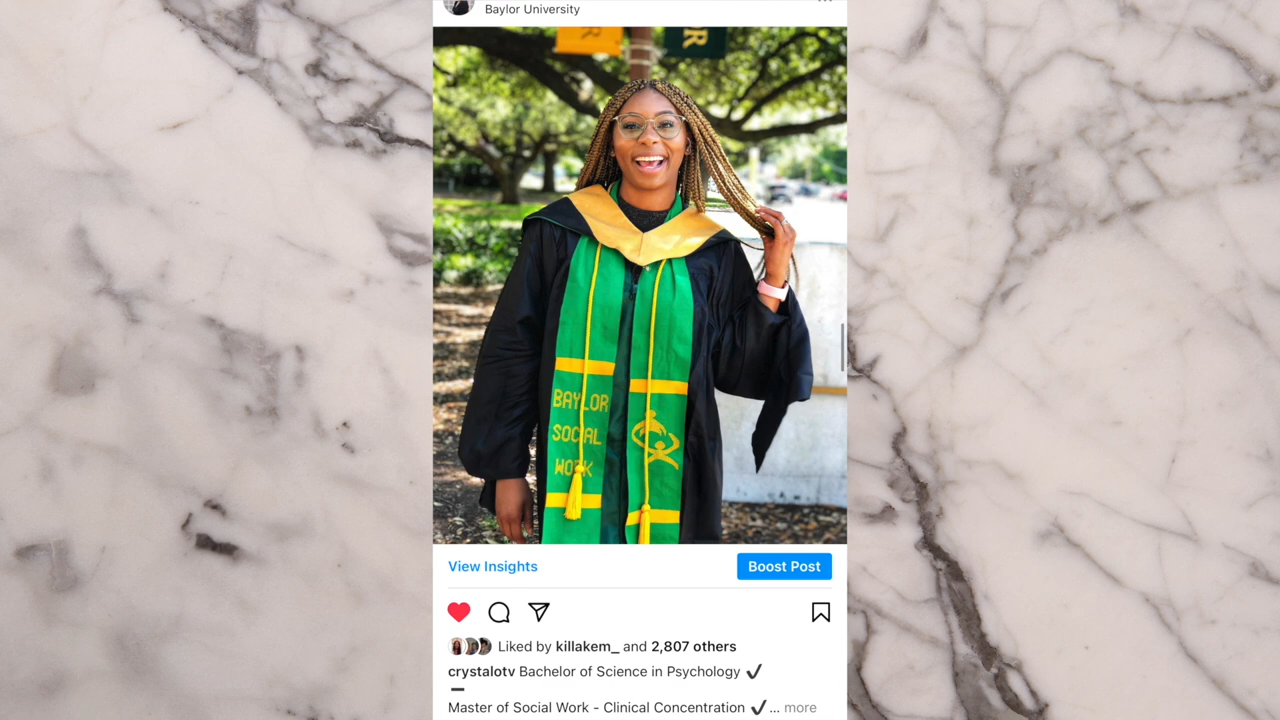 Baylor University
R
OR
BAYLOR
SOCIAL
WORK
View Insights
Boost Post
Liked by killakem_ and 2,807 others
crystalotv Bachelor of Science in Psychology ✔
–
Master of Social Work - Clinical Concentration ✔... more